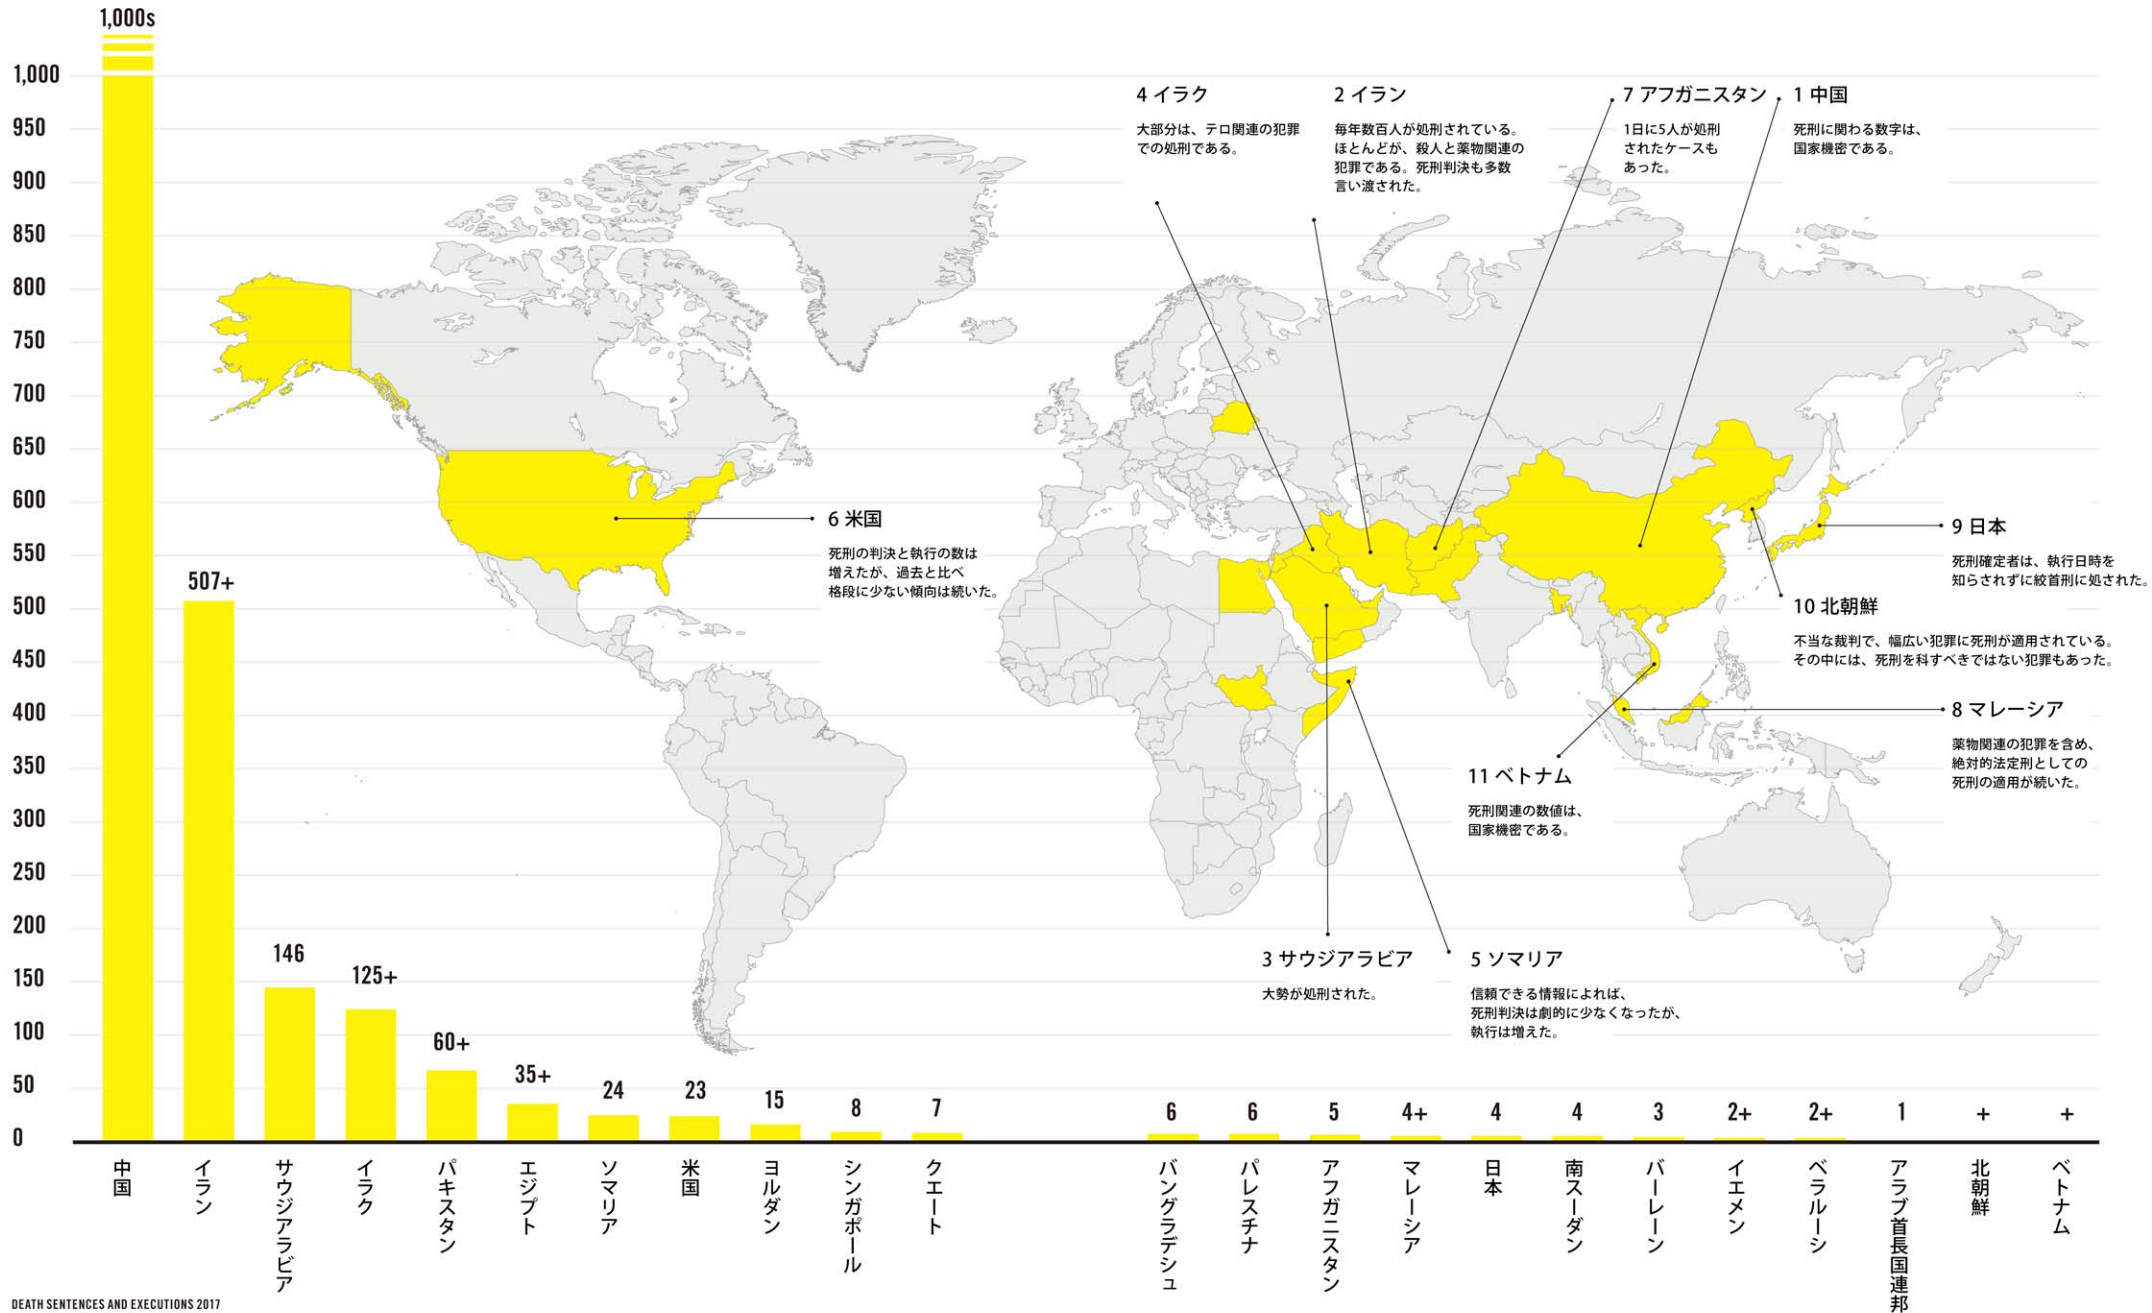 1,000s
1,000
950
900
850
800
750
700
650
600
550
500
450
400
350
300
250
200
150
100
50
0
4 イラク
大部分は、テロ関連の犯罪
での処刑である。
2 イラン
毎年数百人が処刑されている。
ほとんどが、殺人と薬物関連の
犯罪である。死刑判決も多数
言い渡された。
7 アフガニスタン
1日に5人が処刑
されたケースも
あった。
1 中国
死刑に関わる数字は、
国家機密である。
6 米国
死刑の判決と執行の数は
増えたが、過去と比べ
格段に少ない傾向は続いた。
9 日本
死刑確定者は、執行日時を
知らされずに絞首刑に処された。
10 北朝鮮
不当な裁判で、幅広い犯罪に死刑が適用されている。
その中には、死刑を科すべきではない犯罪もあった。
8 マレーシア
薬物関連の犯罪を含め、
絶対的法定刑としての
死刑の適用が続いた。
11 ベトナム
死刑関連の数値は、
国家機密である。
3 サウジアラビア
大勢が処刑された。
5 ソマリア
信頼できる情報によれば、
死刑判決は劇的に少なくなったが、
執行は増えた。
507+
146
125+
60+
35+
24
23
15
8
7
6
6
5
4+
4
4
3
2+
2+
1
+
+
中国
イラン
サウジアラビア
イラク
パキスタン
エジプト
ソマリア
米国
ヨルダン
シンガポール
クエート
バングラデシュ
パレスチナ
アフガニスタン
マレーシア
日本
南スーダン
バーレーン
イエメン
ベラルーシ
アラブ首長国連邦
北朝鮮
ベトナム
DEATH SENTENCES AND EXECUTIONS 2017